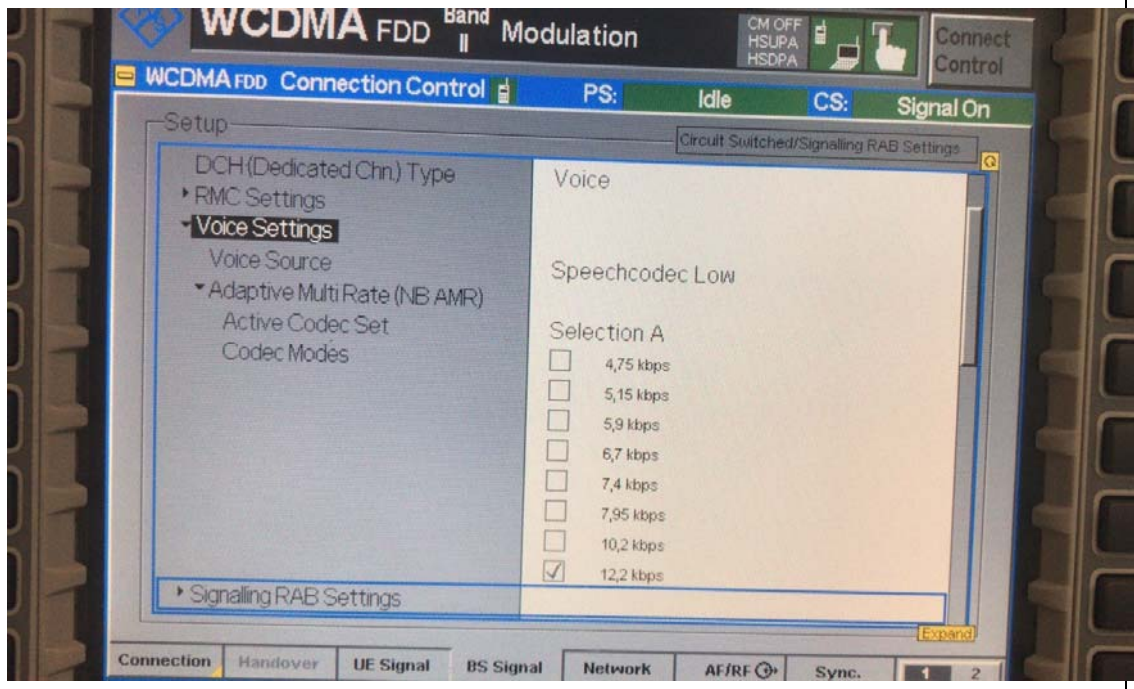 WCDMA FDD Band II Modulation
CM OFF
HSUPA
HSDPA
Connect
Control
WCDMA FDD Connection Control PS: Idle CS: Signal On
Setup
Circuit Switched/Signalling RAB Settings
DCH (Dedicated Chn.) Type Voice
RMC Settings
Voice Settings
Voice Source Speechcodec Low
Adaptive Multi Rate (NB AMR)
Active Codec Set Selection A
Codec Modes
4,75 kbps
5,15 kbps
5,9 kbps
6,7 kbps
7,4 kbps
7,95 kbps
10,2 kbps
12,2 kbps
Signalling RAB Settings
Expand
Connection Handover UE Signal BS Signal Network AF/RF Sync. 1 2